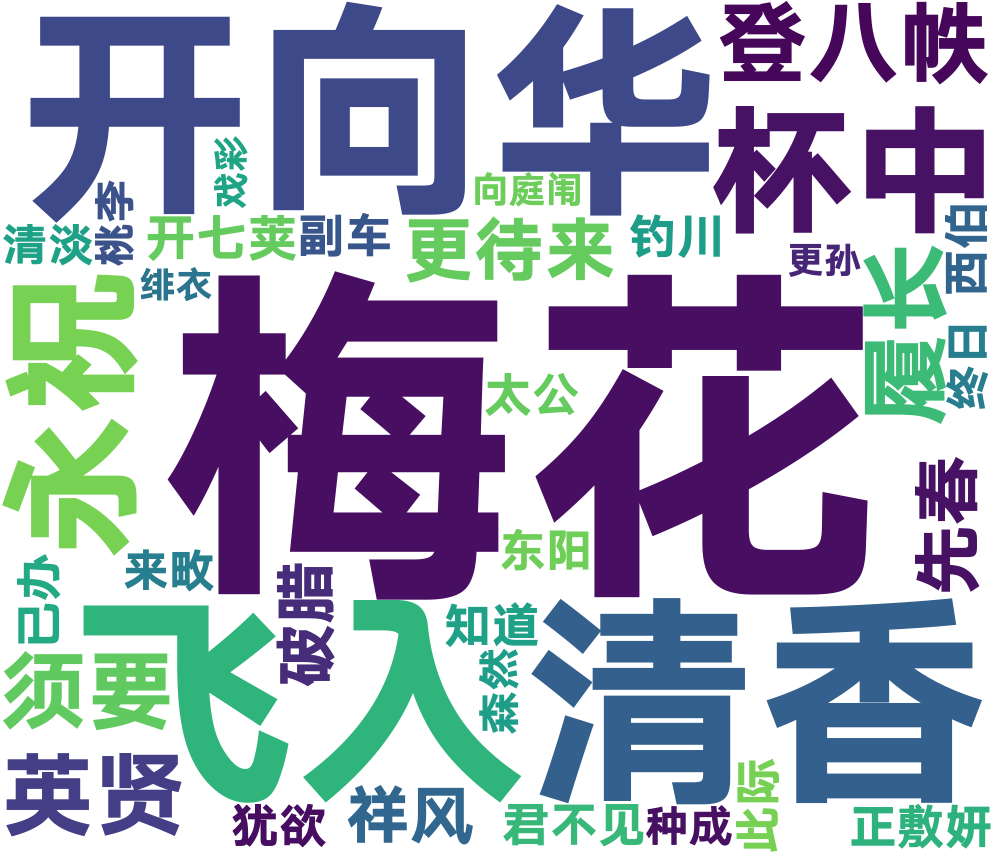 开向华
登八帙
杯中
戏彩
向庭闱
桃李
清淡
开七荚
副车
更待来
钓川
更孙
西伯
绯衣
永祝
梅花
履长
终日
太公
先春
东阳
来败
已办
破腊
飞入
知道
清香
森然
须要
英贤
犹欲
祥风
君不见
种成
此际
正敷妍